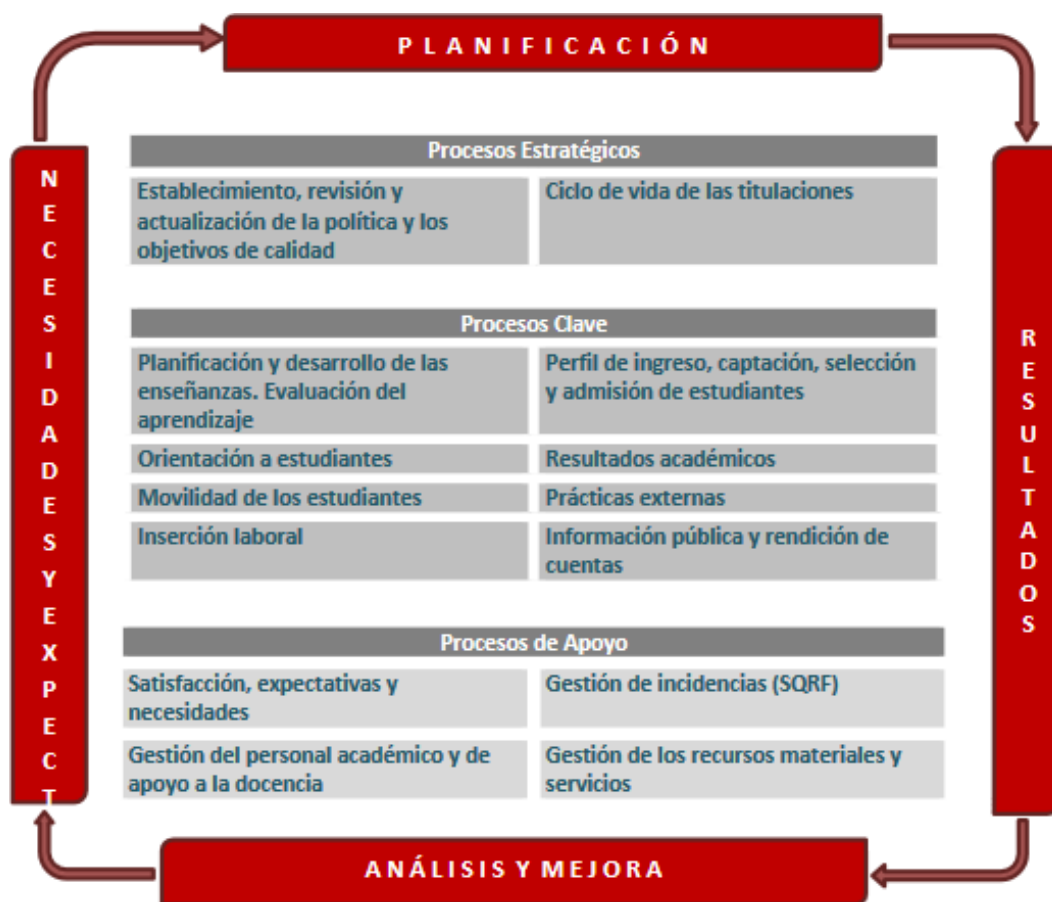 PLANIFICACIÓN
NECESIDADES Y EXPECT
Procesos Estratégicos
Establecimiento, revisión y
actualización de la política y los
objetivos de calidad
Ciclo de vida de las titulaciones
Procesos Clave
Planificación y desarrollo de las
enseñanzas. Evaluación del
aprendizaje
Perfil de ingreso, captación, selección
y admisión de estudiantes
Orientación a estudiantes
Resultados académicos
Movilidad de los estudiantes
Prácticas externas
Inserción laboral
Información pública y rendición de
cuentas
Procesos de Apoyo
Satisfacción, expectativas y
necesidades
Gestión de incidencias (SQRF)
Gestión del personal académico y de
apoyo a la docencia
Gestión de los recursos materiales y
servicios
RESULTADOS
ANÁLISIS Y MEJORA